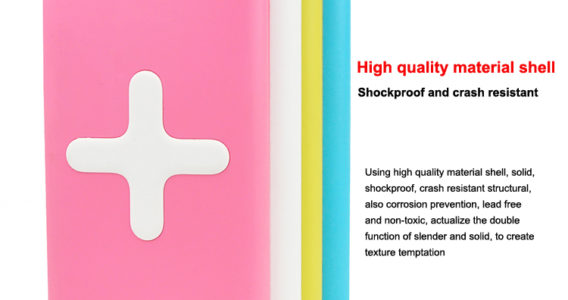 High quality material shell
Shockproof and crash resistant
Using high quality material shell, solid,
shockproof, crash resistant structural,
also corrosion prevention, lead free
and non-toxic, actualize the double
function of slender and solid, to create
texture temptation